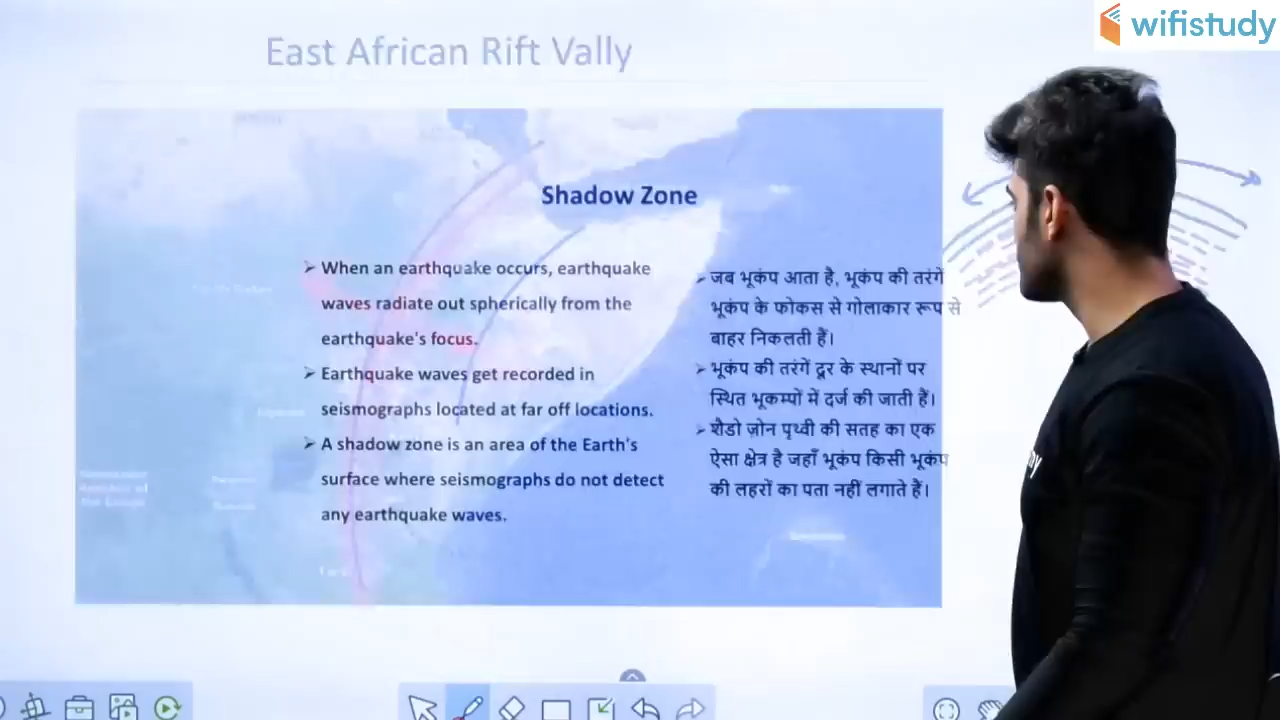 wifistudy
East African Rift Vally
Shadow Zone
➢ When an earthquake occurs, earthquake
waves radiate out spherically from the
earthquake's focus.
➢ Earthquake waves get recorded in
seismographs located at far off locations.
➢ A shadow zone is an area of the Earth's
surface where seismographs do not detect
any earthquake waves.
➢ जब भूकंप आता है, भूकंप की तरंगें
भूकंप के फोकस से गोलाकार रूप से
बाहर निकलती हैं।
➢ भूकंप की तरंगें दूर के स्थानों पर
स्थित भूकम्पों में दर्ज की जाती हैं।
➢ शैडो ज़ोन पृथ्वी की सतह का एक
ऐसा क्षेत्र है जहाँ भूकंप किसी भूकंप
की लहरों का पता नहीं लगाते हैं।